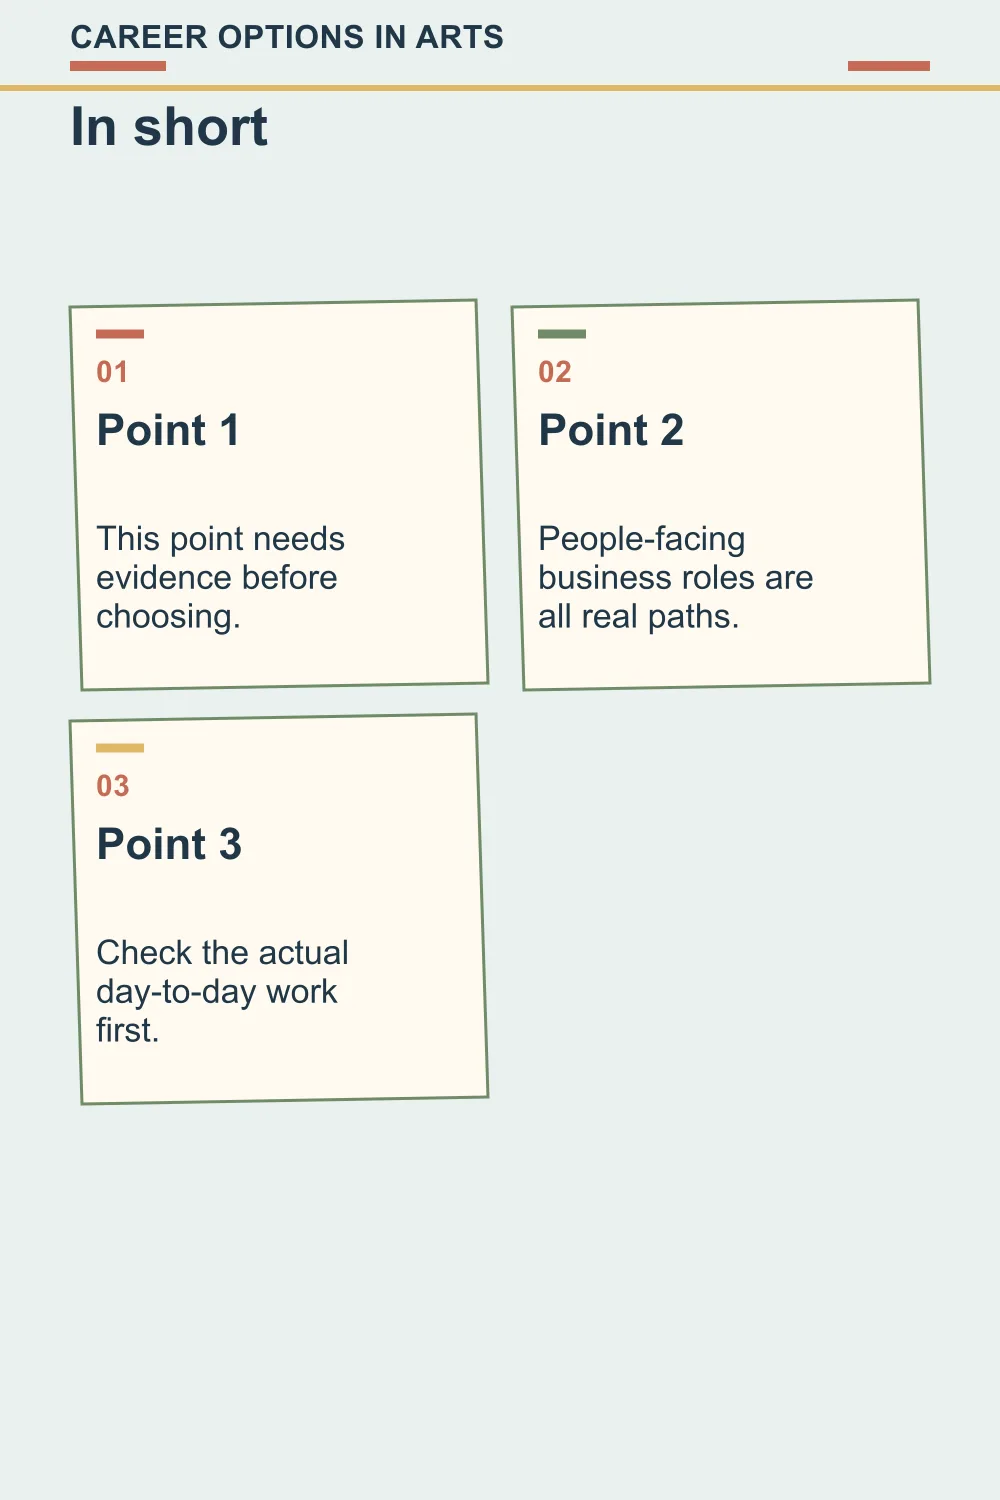 CAREER OPTIONS IN ARTS
In short
01
Point 1
This point needs
evidence before
choosing.
02
Point 2
People-facing
business roles are
all real paths.
03
Point 3
Check the actual
day-to-day work
first.